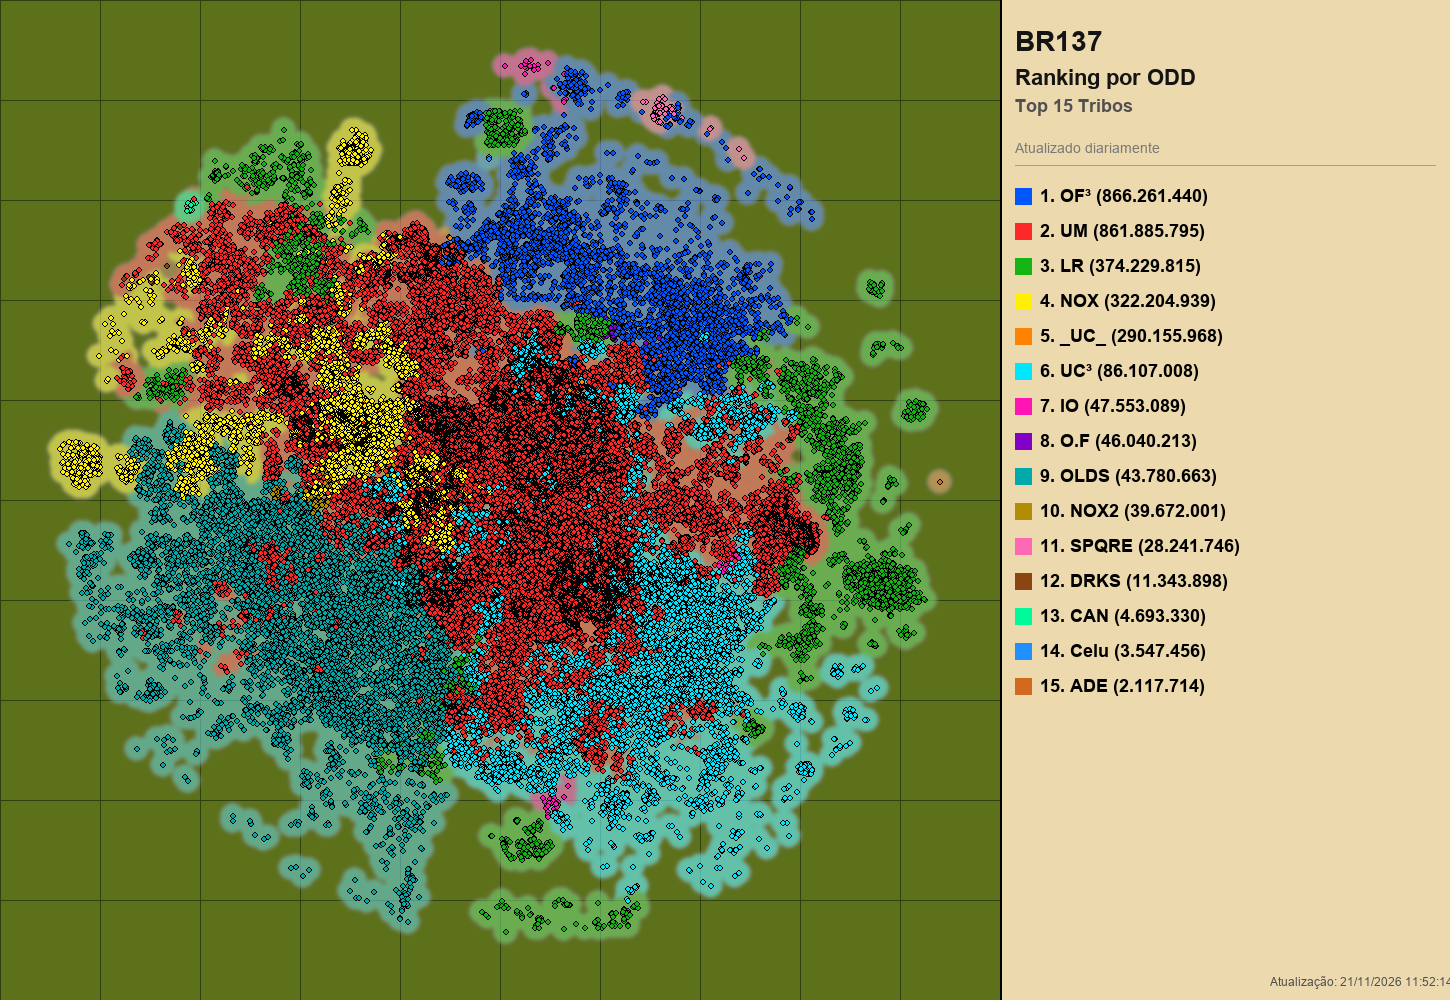 BR137
Ranking por ODD
Top 15 Tribos
Atualizado diariamente
1. OF³ (866.261.440)
2. UM (861.885.795)
3. LR (374.229.815)
4. NOX (322.204.939)
5. _UC_ (290.155.968)
6. UC³ (86.107.008)
7. IO (47.553.089)
8. O.F (46.040.213)
9. OLDS (43.780.663)
10. NOX2 (39.672.001)
11. SPQRE (28.241.746)
12. DRKS (11.343.898)
13. CAN (4.693.330)
14. Celu (3.547.456)
15. ADE (2.117.714)
Atualização: 21/11/2026 11:52:14